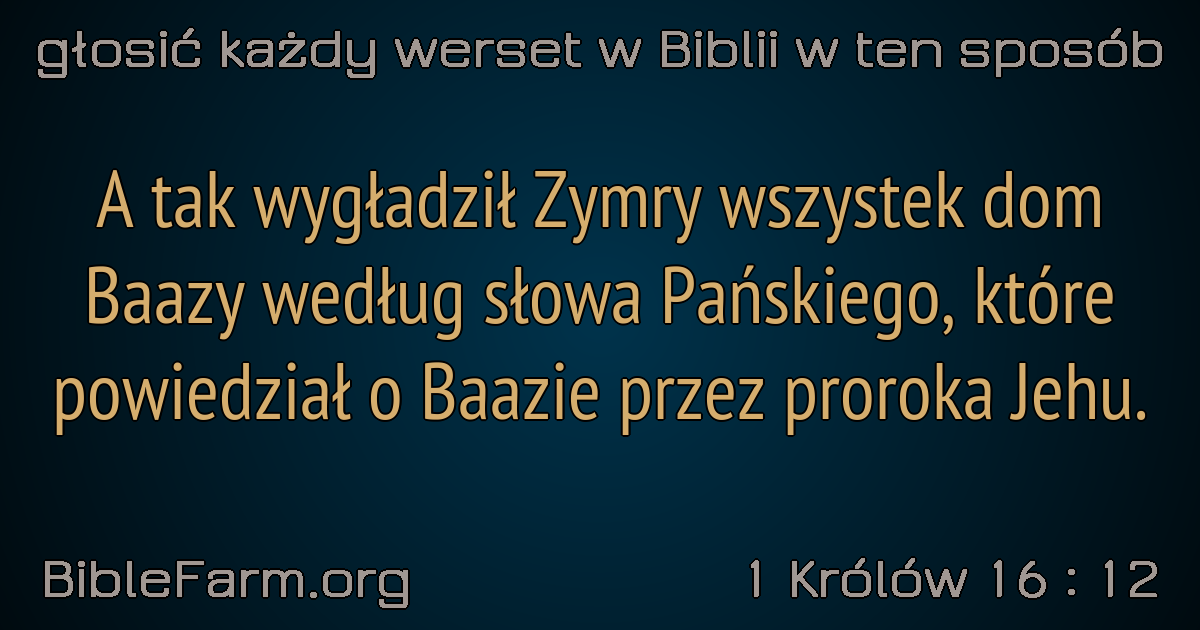 głosić każdy werset w Biblii w ten sposób
A tak wygładził Zymry wszystek dom
Baazy według słowa Pańskiego, które
powiedział o Baazie przez proroka Jehu.
BibleFarm.org
1 Królów 16 : 12